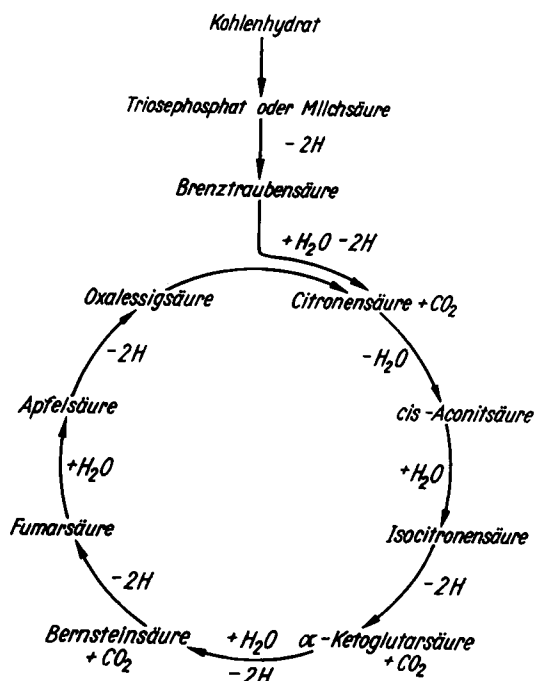 Kohlenhydrat
Triosephosphat oder Milchsäure
- 2H
Brenztraubensäure
+ H₂O - 2H
Oxalessigsäure
Citronensäure + CO₂
- 2H
- H₂O
Apfelsäure
cis - Aconitsäure
+ H₂O
+ H₂O
Fumarsäure
Isocitronensäure
- 2H
- 2H
Bernsteinsäure
+ CO₂
+ H₂O
- 2H
α - Ketoglutarsäure
+ CO₂